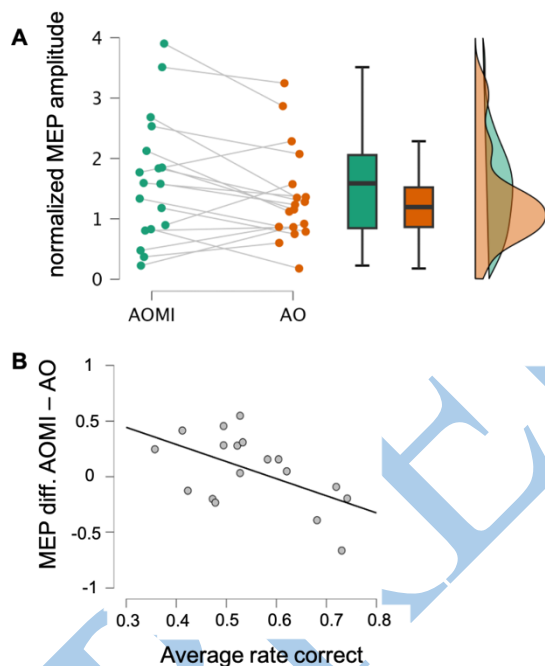 A
normalized MEP amplitude
4
3
2
1
0
AOMI AO
B
MEP diff. AOMI – AO
1
0.5
0
-0.5
-1
0.3 0.4 0.5 0.6 0.7 0.8
Average rate correct